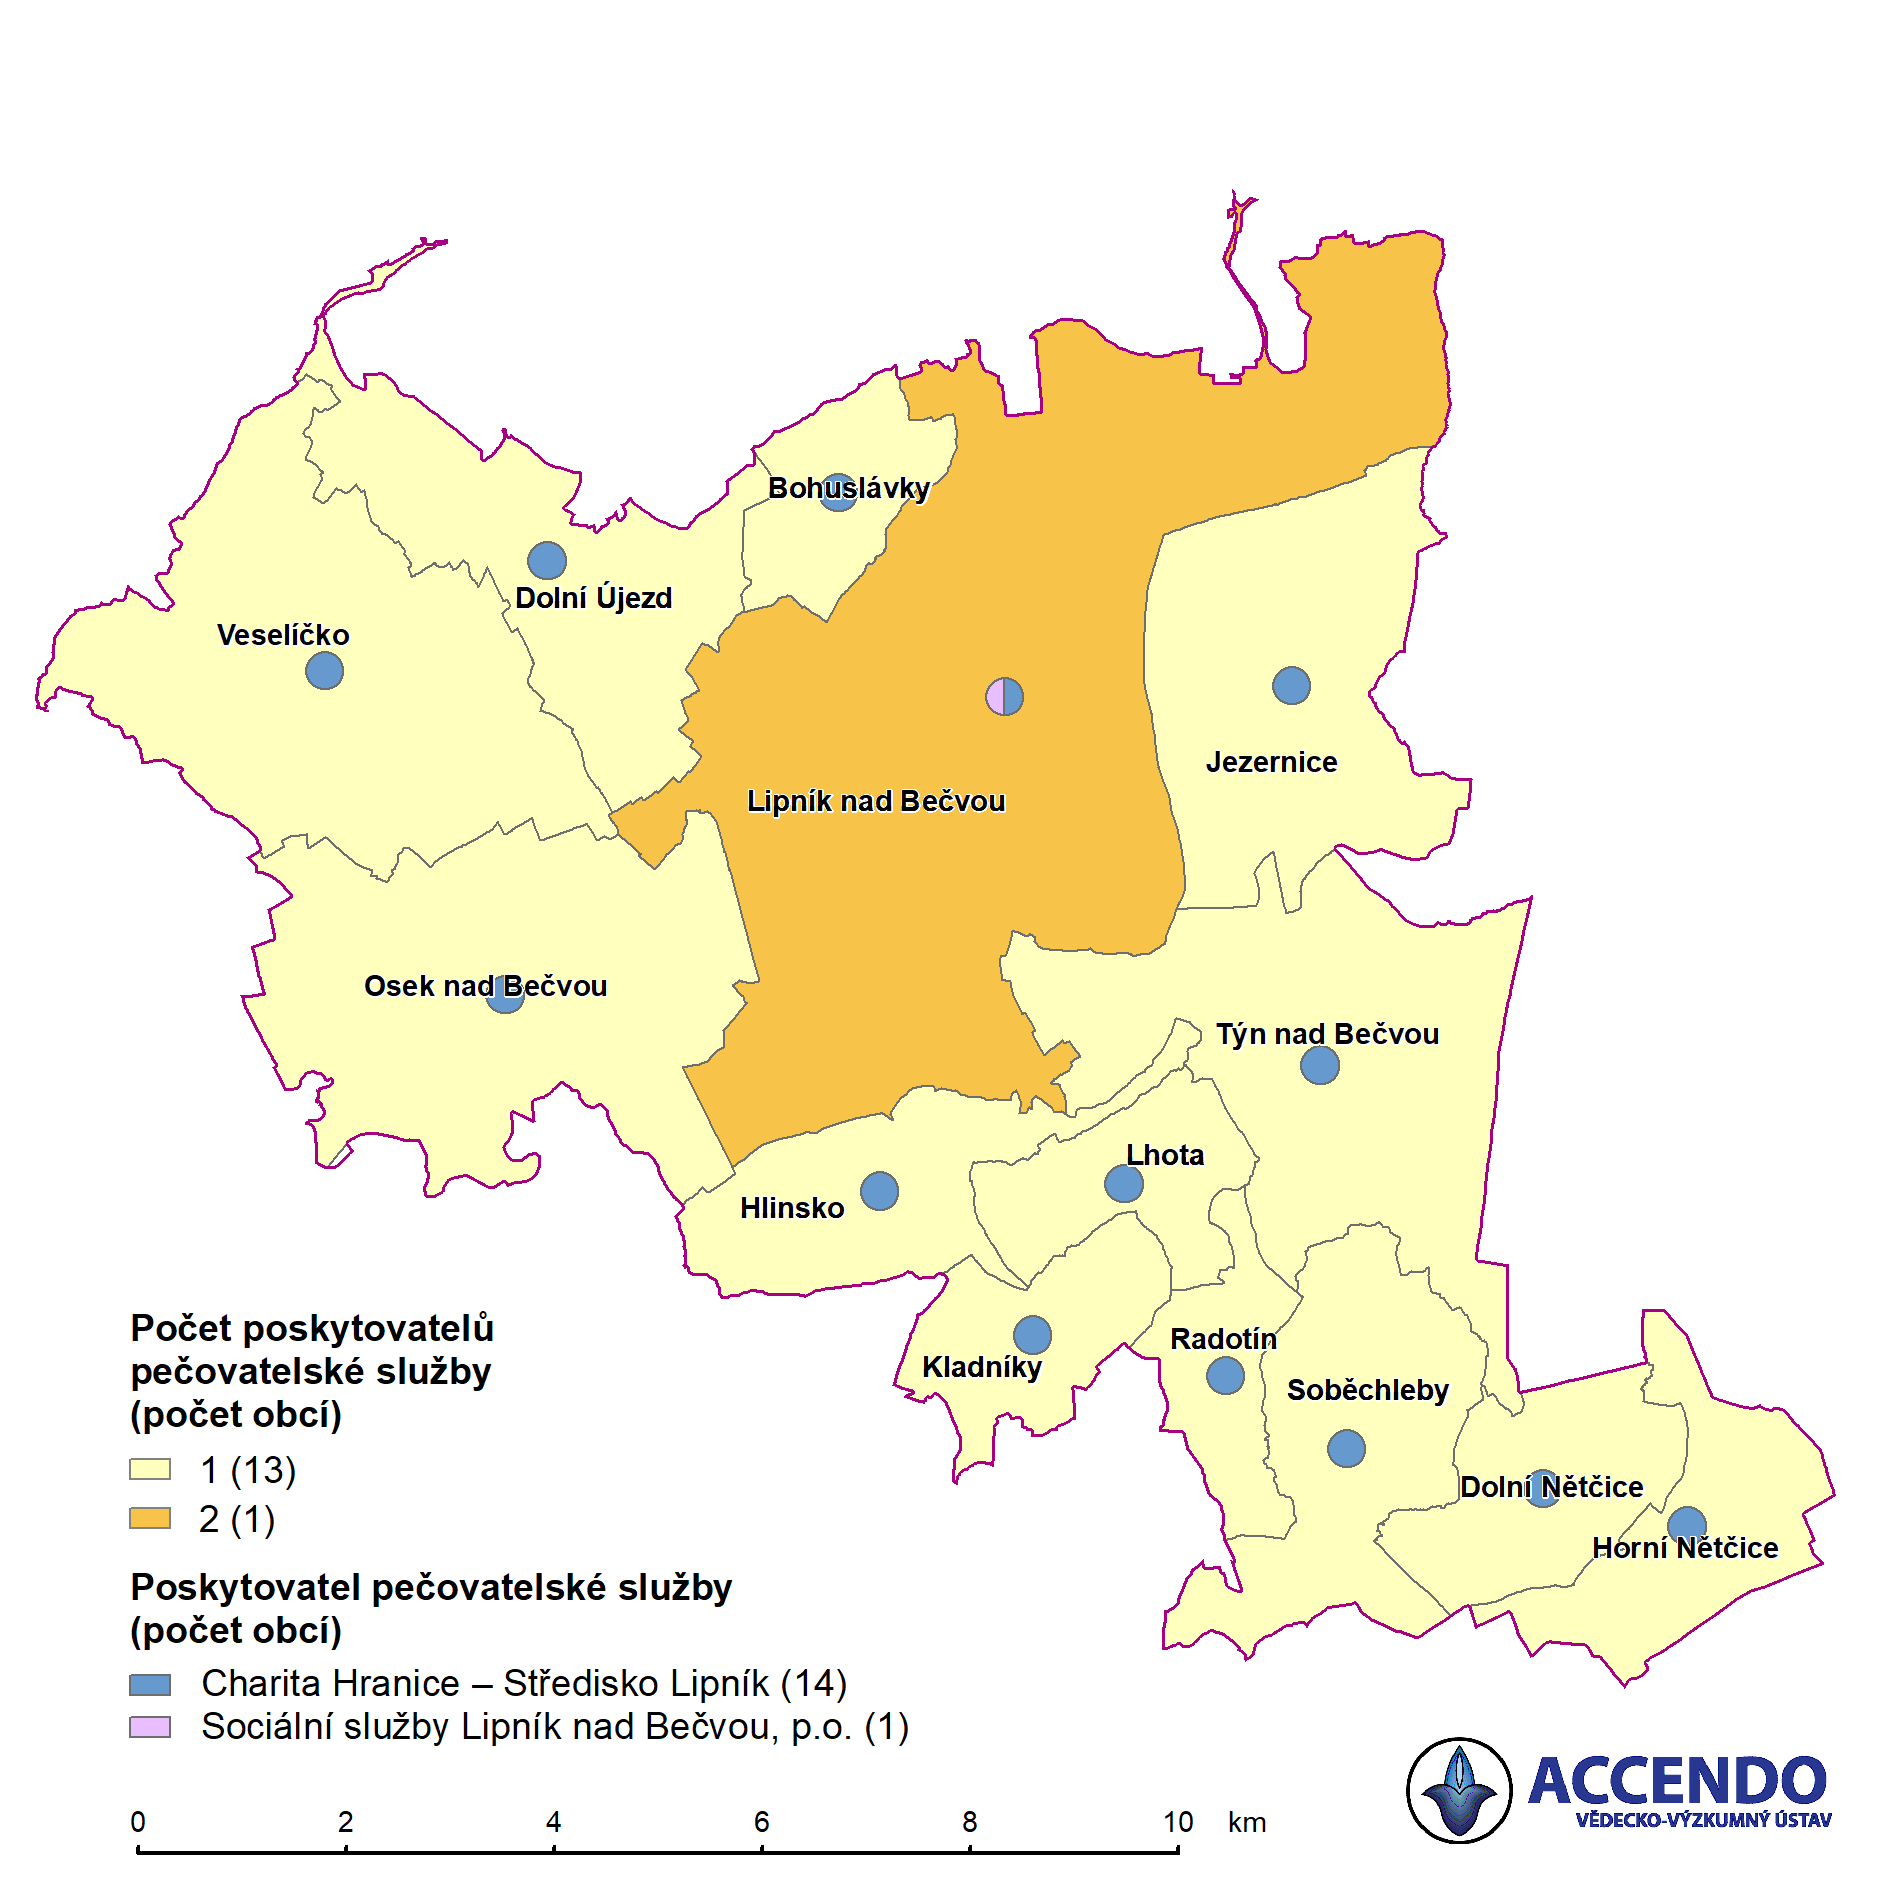 Bohuslávky
Dolní Újezd
Veselíčko
Jezernice
Lipník nad Bečvou
Osek nad Bečvou
Týn nad Bečvou
Lhota
Hlinsko
Radotín
Kladníky
Soběchleby
Dolní Nětčice
Horní Nětčice
Počet poskytovatelů
pečovatelské služby
(počet obcí)
1 (13)
2 (1)
Poskytovatel pečovatelské služby
(počet obcí)
Charita Hranice – Středisko Lipník (14)
Sociální služby Lipník nad Bečvou, p.o. (1)
0 2 4 6 8 10 km
ACCENDO
VĚDECKO-VÝZKUMNÝ ÚSTAV